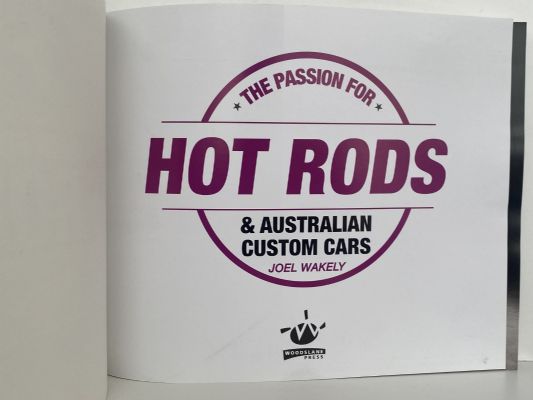 THE PASSION FOR
HOT RODS
& AUSTRALIAN
CUSTOM CARS
JOEL WAKELY
WOODSLANE
PRESS